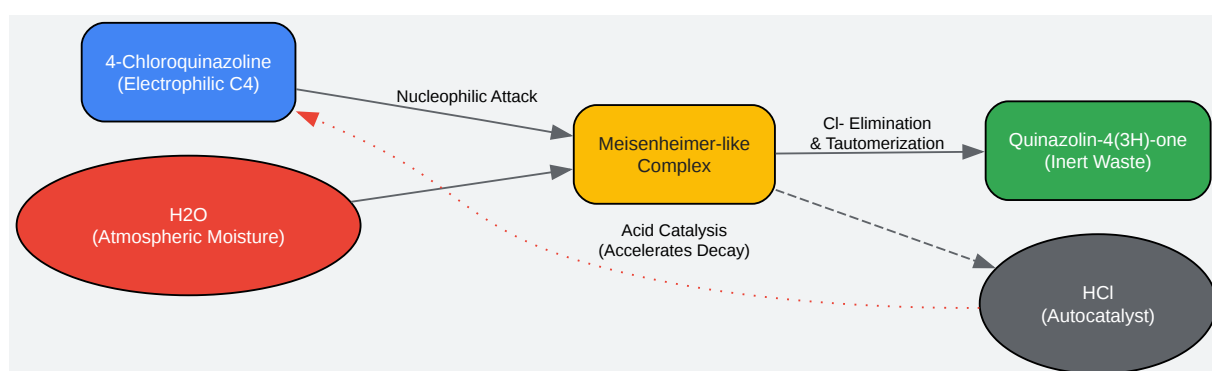 4-Chloroquinazoline
(Electrophilic C4)
Nucleophilic Attack
H2O
(Atmospheric Moisture)
Meisenheimer-like
Complex
Cl- Elimination
& Tautomerization
Quinazolin-4(3H)-one
(Inert Waste)
Acid Catalysis
(Accelerates Decay)
HCl
(Autocatalyst)